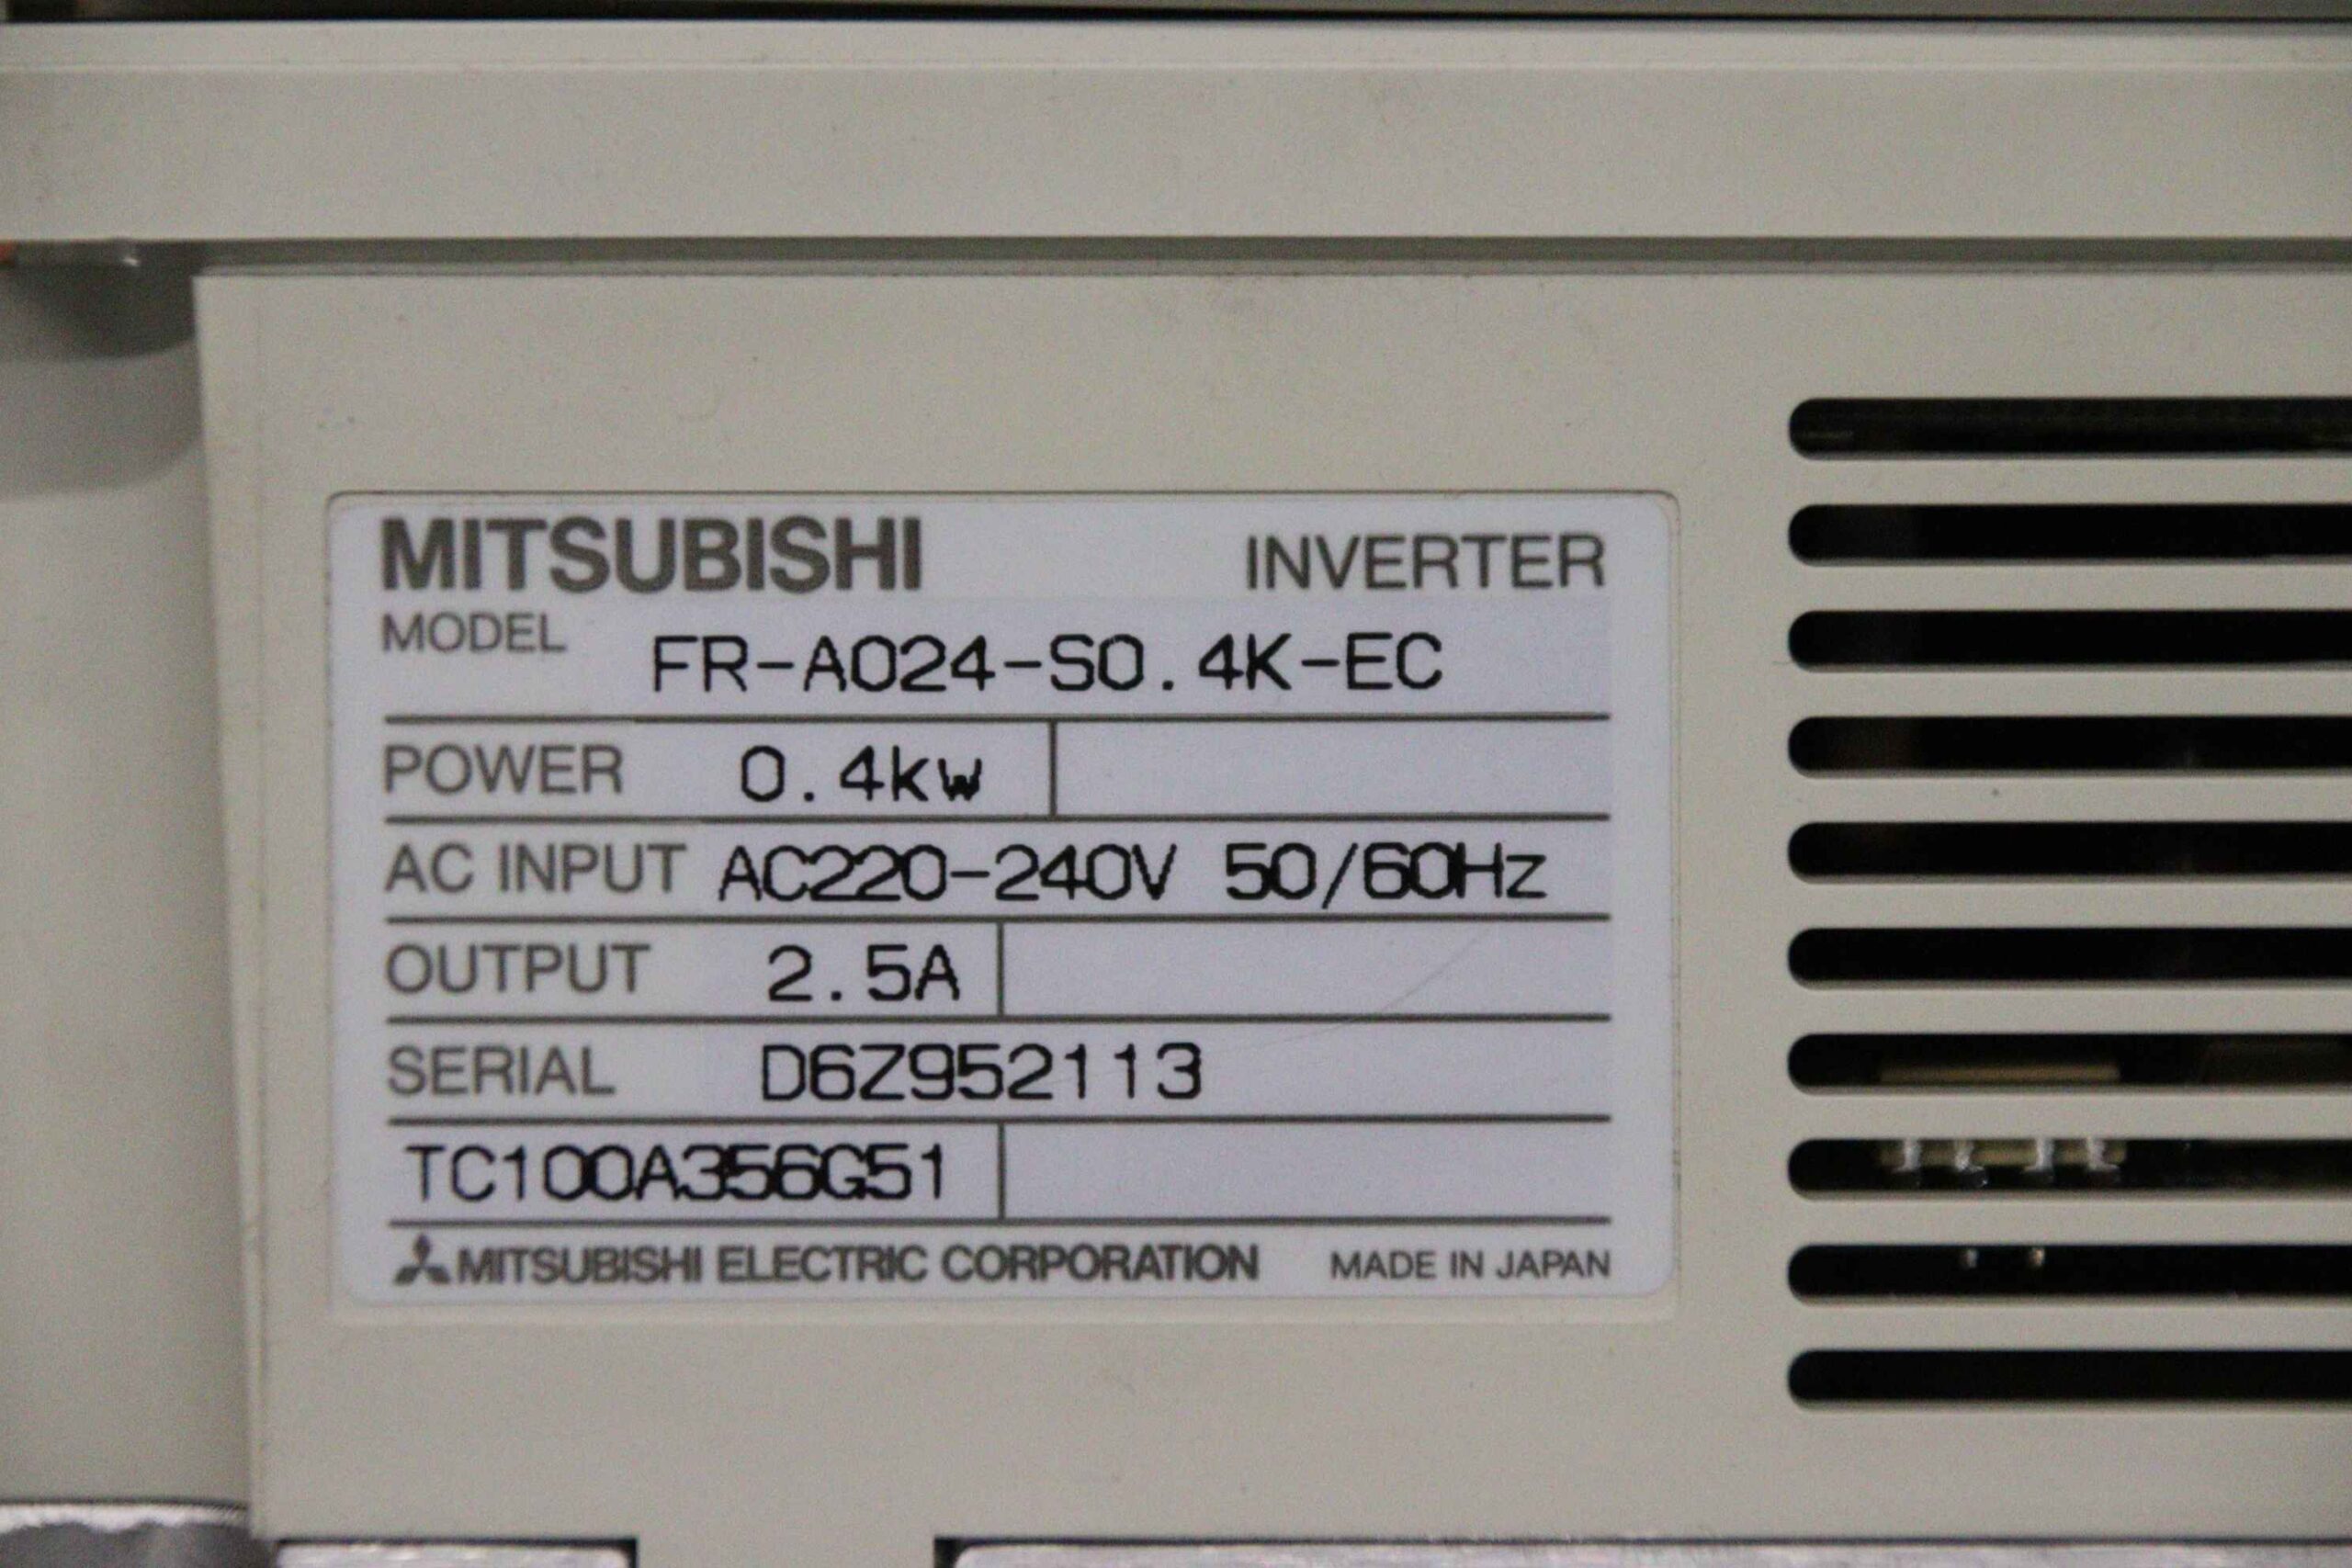 MITSUBISHI INVERTER
MODEL FR-A024-S0.4K-EC
POWER 0.4kw
AC INPUT AC220-240V 50/60Hz
OUTPUT 2.5A
SERIAL D6Z952113
TC100A356G51
MITSUBISHI ELECTRIC CORPORATION MADE IN JAPAN